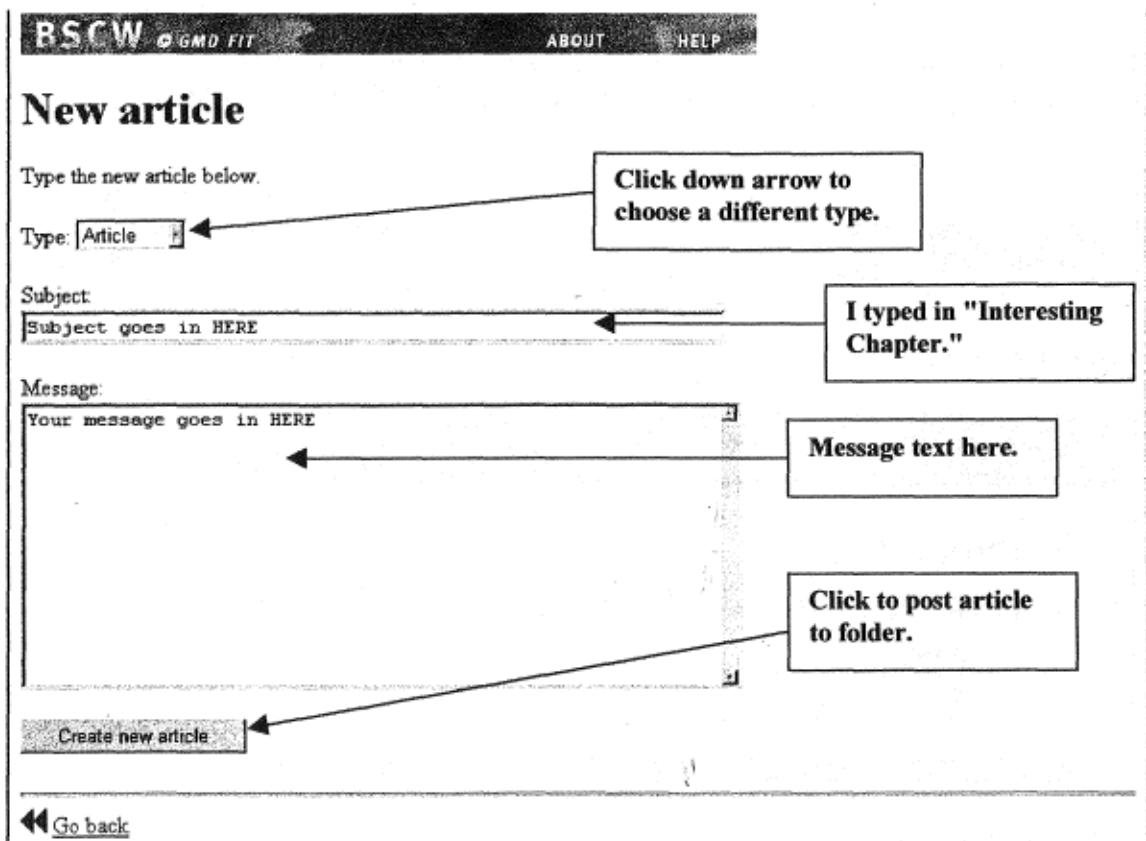 BSCW GMD FIT ABOUT HELP
New article
Type the new article below.
Click down arrow to
choose a different type.
Type: Article
Subject:
Subject goes in HERE
I typed in "Interesting
Chapter."
Message:
Your message goes in HERE
Message text here.
Click to post article
to folder.
Create new article
Go back